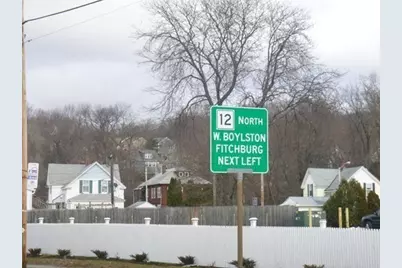 12 NORTH
W. BOYLSTON
FITCHBURG
NEXT LEFT